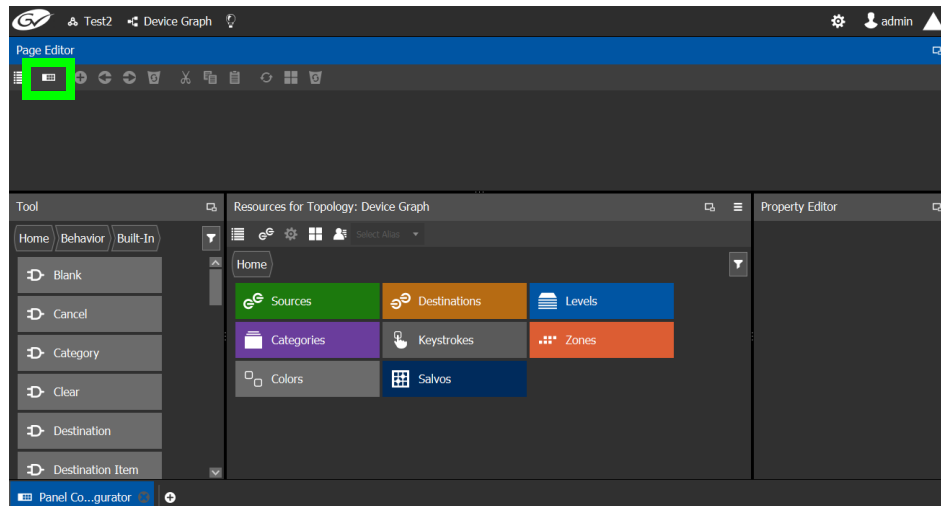 GV Test2 Device Graph admin
Page Editor
Tool Resources for Topology: Device Graph Property Editor
Home Behavior Built-In Select Alias
Home
Blank
Cancel
Category
Clear
Destination
Destination Item
Sources Destinations Levels
Categories Keystrokes Zones
Colors Salvos
Panel Co...gurator